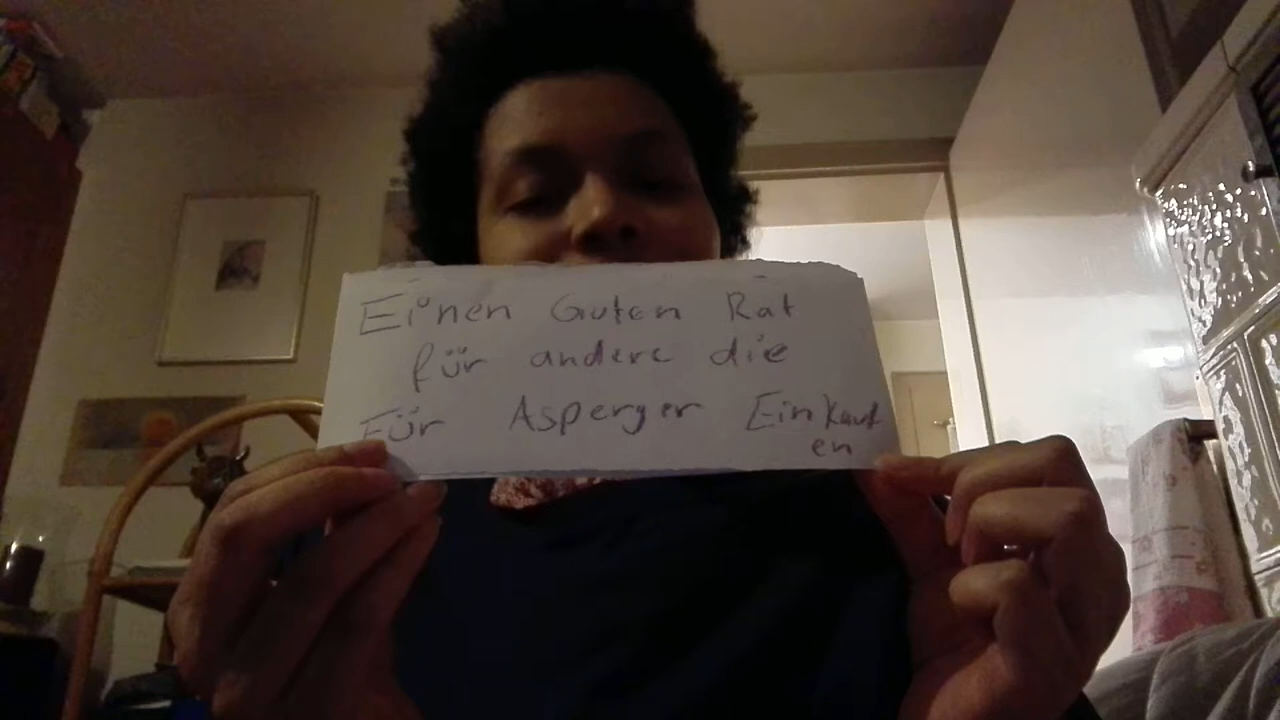 Einen Guten Rat
für andere die
Für Asperger Einkauf
en